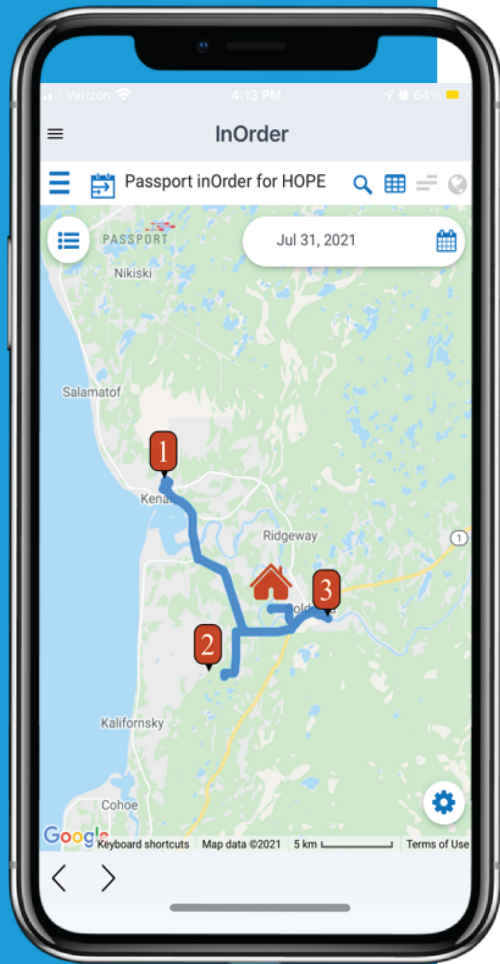 Verizon 4:13 PM 64%
InOrder
Passport inOrder for HOPE
PASSPORT
Jul 31, 2021
Nikiski
Salamatof
1
Kenai
Ridgeway
1
3
2
Kalifornsky
Cohoe
Google
Keyboard shortcuts Map data ©2021 5 km Terms of Use